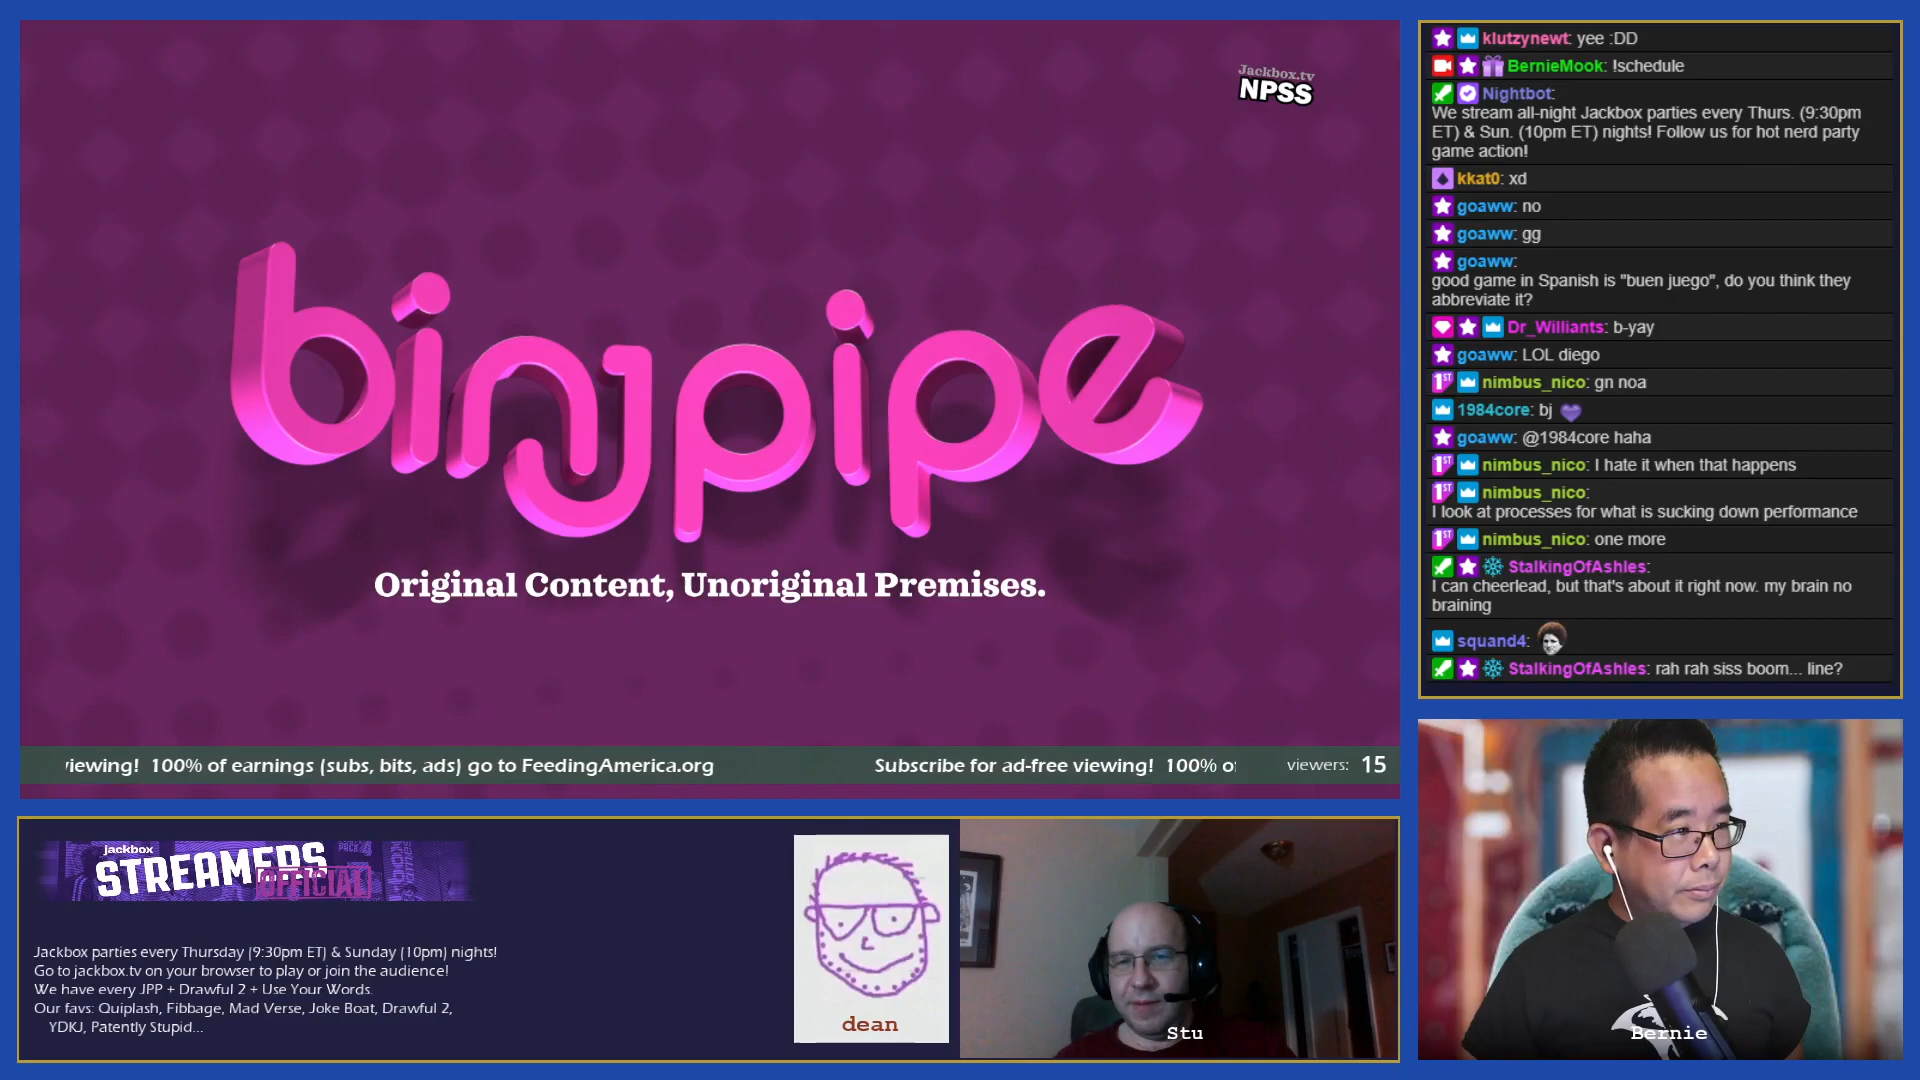 Jackbox.tv
NPSS
binjpipe
Original Content, Unoriginal Premises.
iewing! 100% of earnings (subs, bits, ads) go to FeedingAmerica.org
Subscribe for ad-free viewing! 100% o
viewers: 15
klutzynewt: yee :DD
BernieMook: !schedule
Nightbot:
We stream all-night Jackbox parties every Thurs. (9:30pm
ET) & Sun. (10pm ET) nights! Follow us for hot nerd party
game action!
kkat0: xd
goaww: no
goaww: gg
goaww:
good game in Spanish is "buen juego", do you think they
abbreviate it?
Dr_Williants: b-yay
goaww: LOL diego
1ST nimbus_nico: gn noa
1984core: bj
goaww: @1984core haha
1ST nimbus_nico: I hate it when that happens
1ST nimbus_nico:
I look at processes for what is sucking down performance
1ST nimbus_nico: one more
StalkingOfAshles:
I can cheerlead, but that's about it right now. my brain no
braining
squand4:
StalkingOfAshles: rah rah siss boom... line?
jackbox
STREAMERS
OFFICIAL
Jackbox parties every Thursday (9:30pm ET) & Sunday (10pm) nights!
Go to jackbox.tv on your browser to play or join the audience!
We have every JPP + Drawful 2 + Use Your Words.
Our favs: Quiplash, Fibbage, Mad Verse, Joke Boat, Drawful 2,
YDKJ, Patently Stupid...
dean
Stu
Bernie